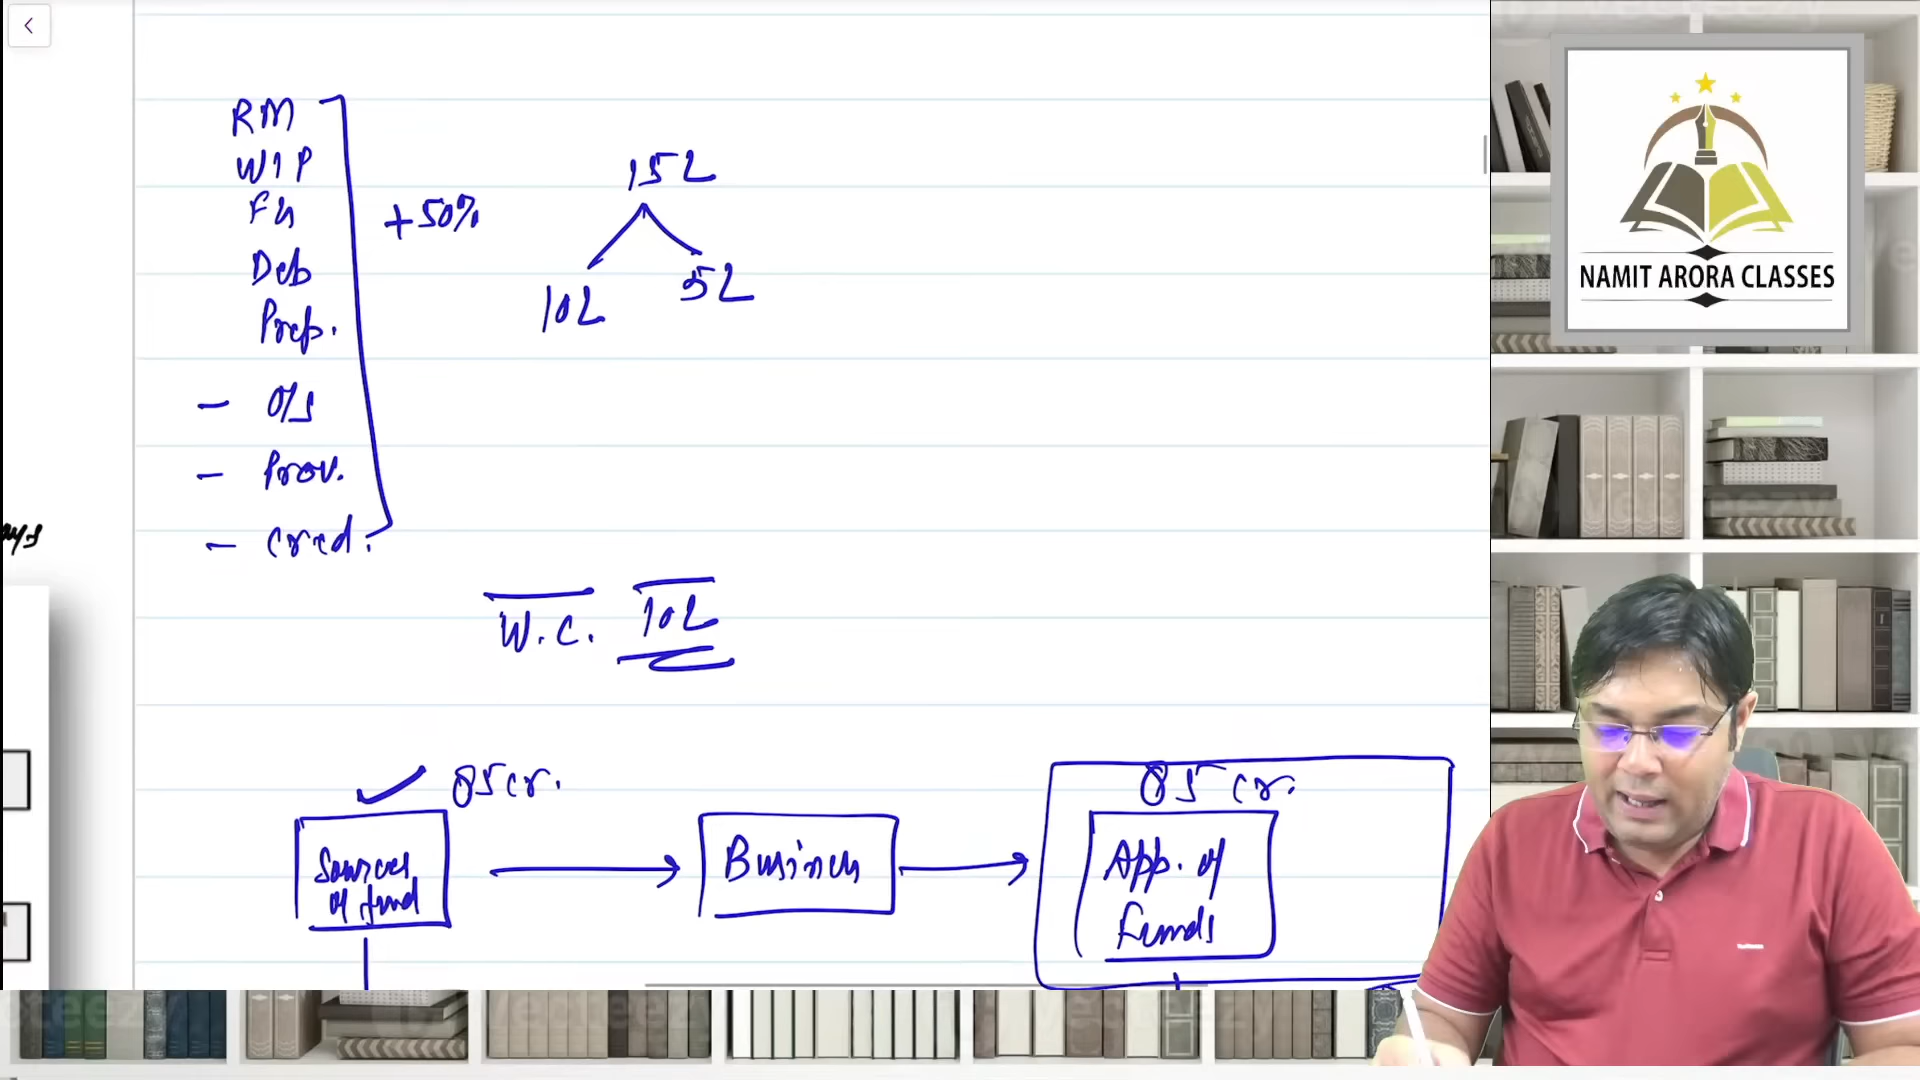 RM
WIP
FG
Deb
Prep.
- O/S
- Prov.
- Cred.
+50%
15L
10L 5L
W.C. 10L
85 cr.
Sources
of fund
Business
85 cr.
App. of
Funds
NAMIT ARORA CLASSES